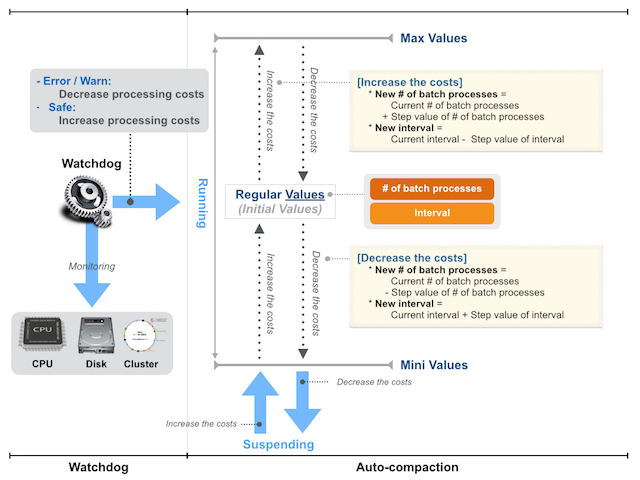 Max Values
- Error / Warn:
Decrease processing costs
- Safe:
Increase processing costs
Increase the costs
Decrease the costs
[Increase the costs]
* New # of batch processes =
Current # of batch processes
+ Step value of # of batch processes
* New interval =
Current interval - Step value of interval
Watchdog
Running
Regular Values
(Initial Values)
# of batch processes
Interval
Monitoring
Increase the costs
Decrease the costs
[Decrease the costs]
* New # of batch processes =
Current # of batch processes
- Step value of # of batch processes
* New interval =
Current interval + Step value of interval
CPU
CPU
Disk
Cluster
Mini Values
Decrease the costs
Increase the costs
Suspending
Watchdog
Auto-compaction